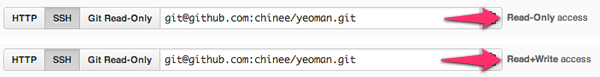 HTTP SSH Git Read-Only git@github.com:chinee/yeoman.git Read-Only access
HTTP SSH Git Read-Only git@github.com:chinee/yeoman.git Read+Write access